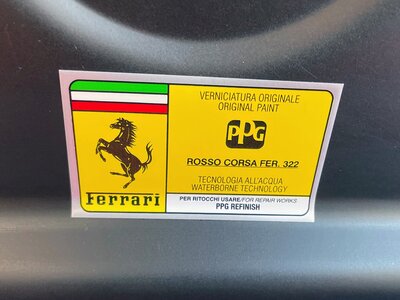 VERNICIATURA ORIGINALE
ORIGINAL PAINT
PPG
ROSSO CORSA FER. 322
TECNOLOGIA ALL'ACQUA
WATERBORNE TECHNOLOGY
Ferrari
PER RITOCCHI USARE/FOR REPAIR WORKS
PPG REFINISH